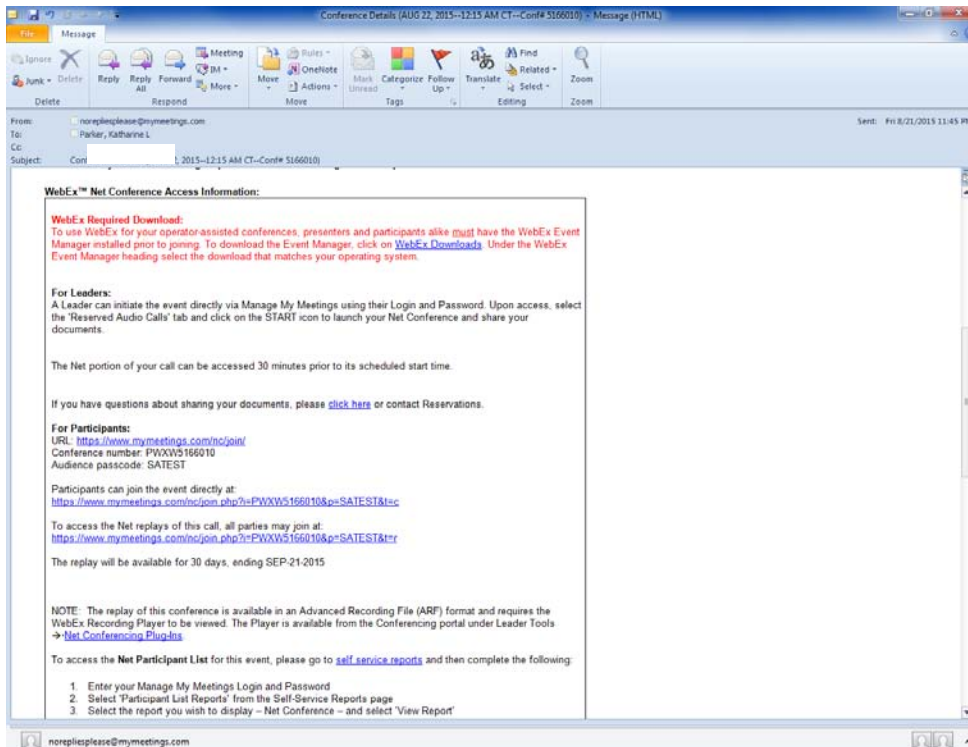 Conference Details (AUG 22, 2015--12:15 AM CT--Conf# 5166010) - Message (HTML)
File Message
Ignore Meeting Rules Find
Junk Delete Reply Reply All Forward IM More Move OneNote Actions Mark Unread Categorize Follow Up Translate Related Select Zoom
Delete Respond Move Tags Editing Zoom
From: norepliesplease@mymeetings.com Sent: Fri 8/21/2015 11:45 PM
To: Parker, Katharine L
Cc:
Subject: Con 2, 2015--12:15 AM CT--Conf# 5166010)
WebEx™ Net Conference Access Information:
WebEx Required Download:
To use WebEx for your operator-assisted conferences, presenters and participants alike must have the WebEx Event
Manager installed prior to joining. To download the Event Manager, click on WebEx Downloads. Under the WebEx
Event Manager heading select the download that matches your operating system.
For Leaders:
A Leader can initiate the event directly via Manage My Meetings using their Login and Password. Upon access, select
the 'Reserved Audio Calls' tab and click on the START icon to launch your Net Conference and share your
documents.
The Net portion of your call can be accessed 30 minutes prior to its scheduled start time.
If you have questions about sharing your documents, please click here or contact Reservations.
For Participants:
URL: https://www.mymeetings.com/nc/join/
Conference number: PWXW5166010
Audience passcode: SATEST
Participants can join the event directly at:
https://www.mymeetings.com/nc/join.php?i=PWXW5166010&p=SATEST&t=c
To access the Net replays of this call, all parties may join at:
https://www.mymeetings.com/nc/join.php?i=PWXW5166010&p=SATEST&t=r
The replay will be available for 30 days, ending SEP-21-2015
NOTE: The replay of this conference is available in an Advanced Recording File (ARF) format and requires the
WebEx Recording Player to be viewed. The Player is available from the Conferencing portal under Leader Tools
→ Net Conferencing Plug-Ins.
To access the Net Participant List for this event, please go to self service reports and then complete the following:
1. Enter your Manage My Meetings Login and Password
2. Select 'Participant List Reports' from the Self-Service Reports page
3. Select the report you wish to display – Net Conference – and select 'View Report'
norepliesplease@mymeetings.com